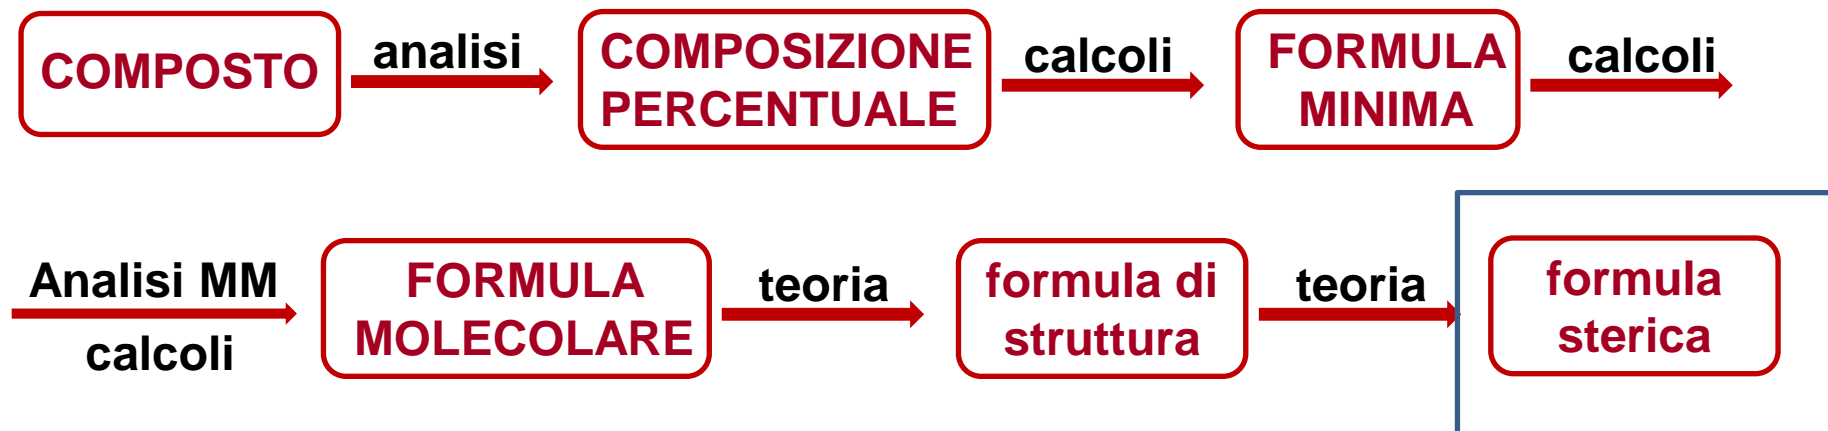 COMPOSTO
analisi
COMPOSIZIONE
PERCENTUALE
calcoli
FORMULA
MINIMA
calcoli
Analisi MM
calcoli
FORMULA
MOLECOLARE
teoria
formula di
struttura
teoria
formula
sterica